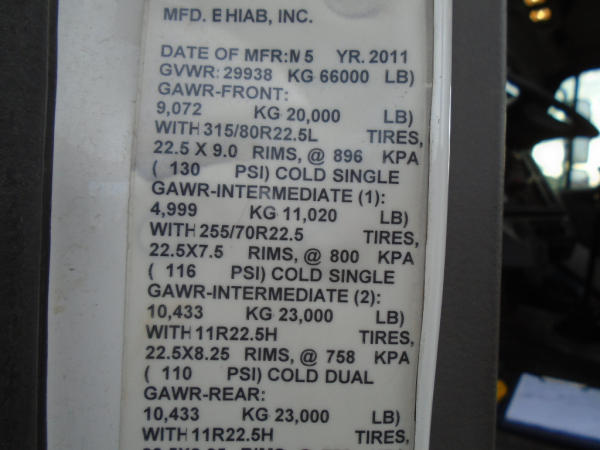 MFD. EHIAB, INC.
DATE OF MFR: M 5 YR. 2011
GVWR: 29938 KG 66000 LB)
GAWR-FRONT:
9,072 KG 20,000 LB)
WITH 315/80R22.5L TIRES,
22.5 X 9.0 RIMS, @ 896 KPA
( 130 PSI) COLD SINGLE
GAWR-INTERMEDIATE (1):
4,999 KG 11,020 LB)
WITH 255/70R22.5 TIRES,
22.5X7.5 RIMS, @ 800 KPA
( 116 PSI) COLD SINGLE
GAWR-INTERMEDIATE (2):
10,433 KG 23,000 LB)
WITH 11R22.5H TIRES,
22.5X8.25 RIMS, @ 758 KPA
( 110 PSI) COLD DUAL
GAWR-REAR:
10,433 KG 23,000 LB)
WITH 11R22.5H TIRES,